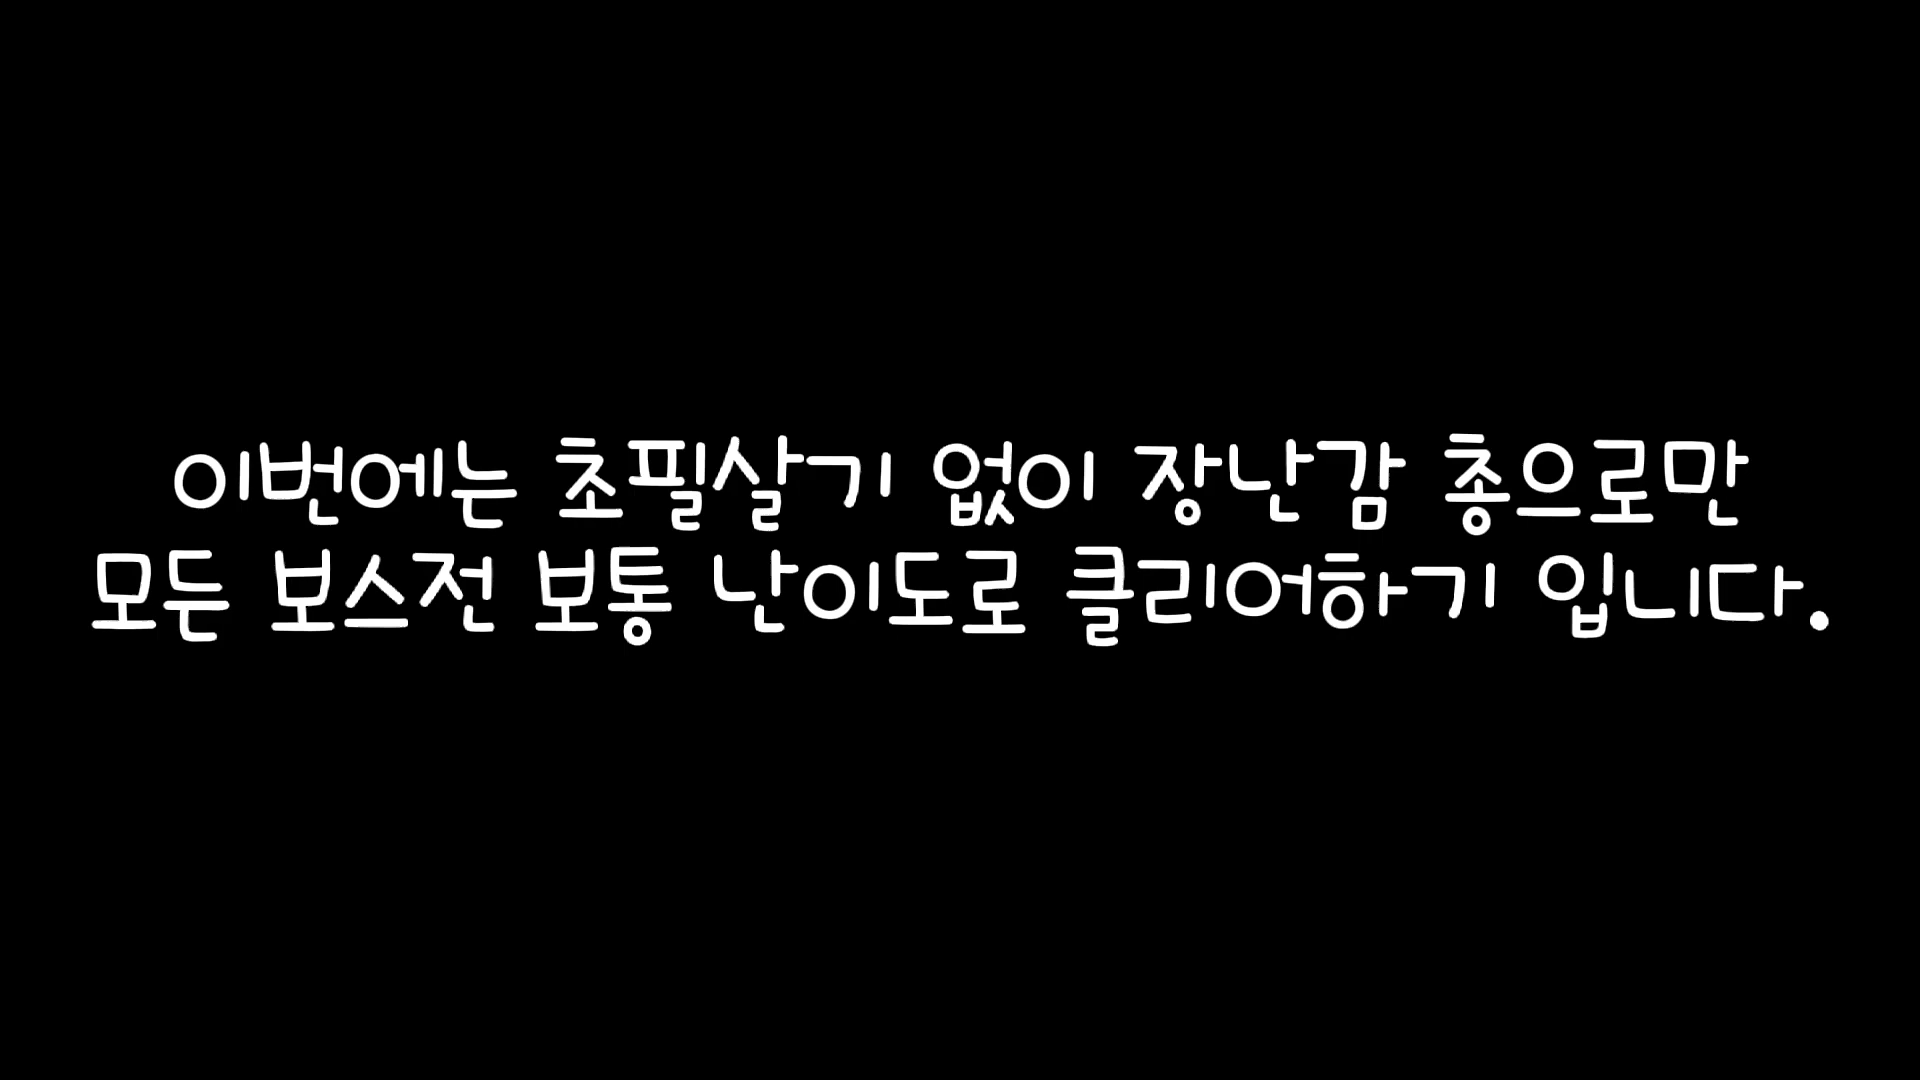 이번에는 초필살기 없이 장난감 총으로만
모든 보스전 보통 난이도로 클리어하기 입니다.